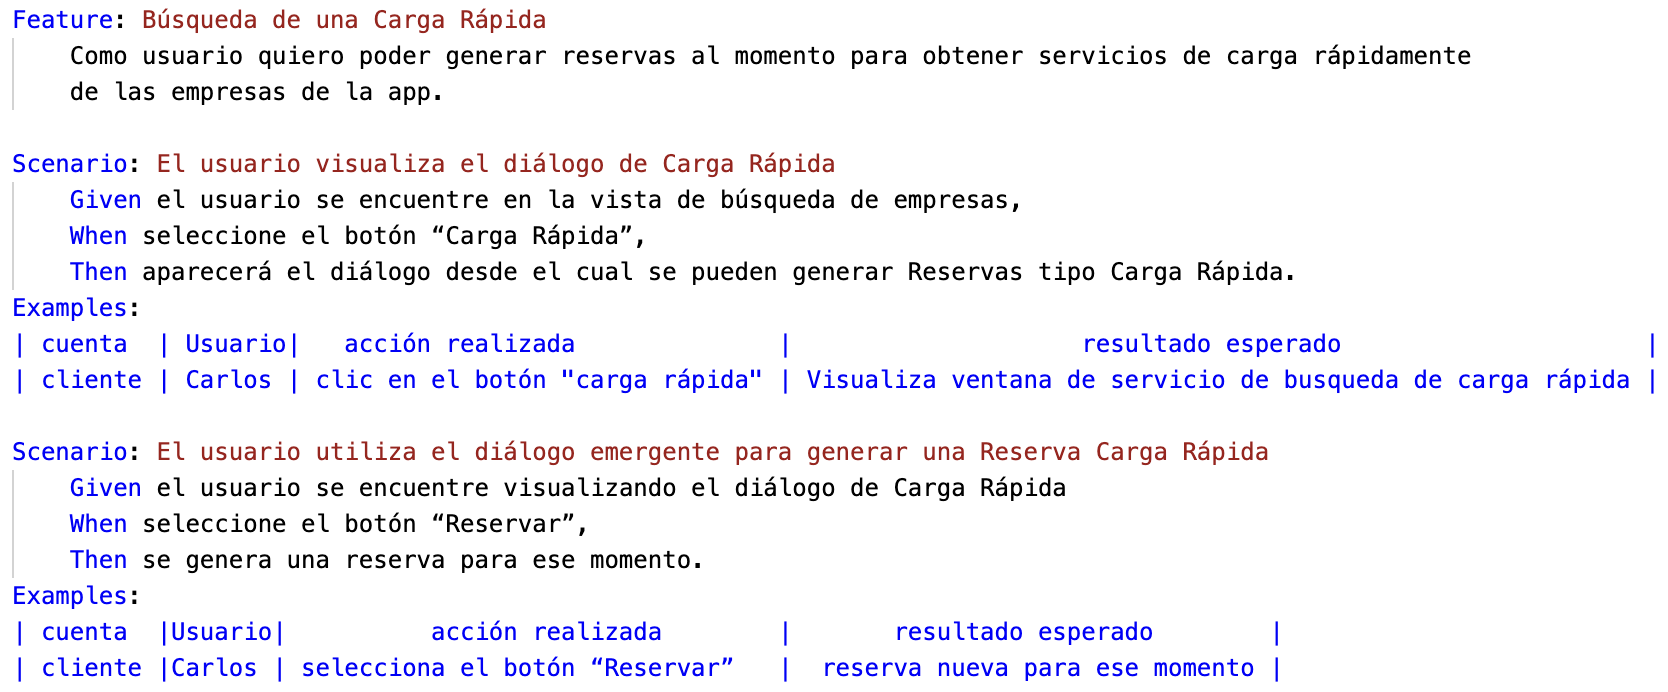 Feature: Búsqueda de una Carga Rápida
Como usuario quiero poder generar reservas al momento para obtener servicios de carga rápidamente
de las empresas de la app.
Scenario: El usuario visualiza el diálogo de Carga Rápida
Given el usuario se encuentre en la vista de búsqueda de empresas,
When seleccione el botón “Carga Rápida”,
Then aparecerá el diálogo desde el cual se pueden generar Reservas tipo Carga Rápida.
Examples:
| cuenta | Usuario| acción realizada | resultado esperado |
| cliente | Carlos | clic en el botón "carga rápida" | Visualiza ventana de servicio de busqueda de carga rápida |
Scenario: El usuario utiliza el diálogo emergente para generar una Reserva Carga Rápida
Given el usuario se encuentre visualizando el diálogo de Carga Rápida
When seleccione el botón “Reservar”,
Then se genera una reserva para ese momento.
Examples:
| cuenta |Usuario| acción realizada | resultado esperado |
| cliente |Carlos | selecciona el botón “Reservar” | reserva nueva para ese momento |